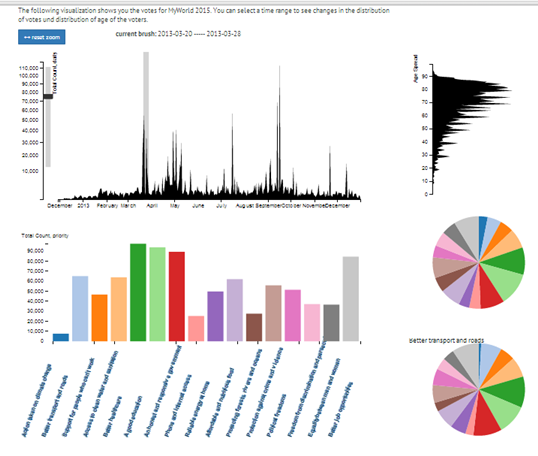 The following visualization shows you the votes for MyWorld 2015. You can select a time range to see changes in the distribution
of votes und distribution of age of the voters.
reset zoom
current brush: 2013-03-20 ----- 2013-03-28
Total Count, daily
110,000
100,000
90,000
80,000
70,000
60,000
50,000
40,000
30,000
20,000
10,000
December 2013 February March April May June July August September October November December
Age Spread
90
80
70
60
50
40
30
20
10
0
Total Count, priority
90,000
80,000
70,000
60,000
50,000
40,000
30,000
20,000
10,000
0
Action taken on climate change
Better transport and roads
Support for people who can't work
Access to clean water and sanitation
Better healthcare
A good education
An honest and responsive government
Phone and internet access
Reliable energy at home
Affordable and nutritious food
Protecting forests, rivers and oceans
Protection against crime and violence
Political freedoms
Freedom from discrimination and persecution
Equality between men and women
Better job opportunities
Better transport and roads